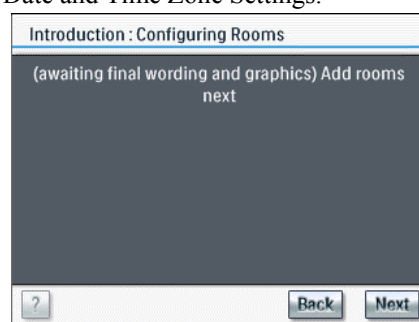 Date and Time Zone Settings.
Introduction : Configuring Rooms
(awaiting final wording and graphics) Add rooms
next
?
Back Next